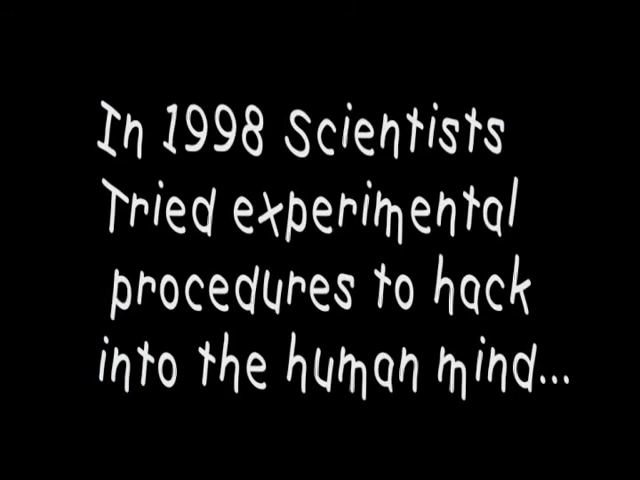 In 1998 Scientists
Tried experimental
procedures to hack
into the human mind...